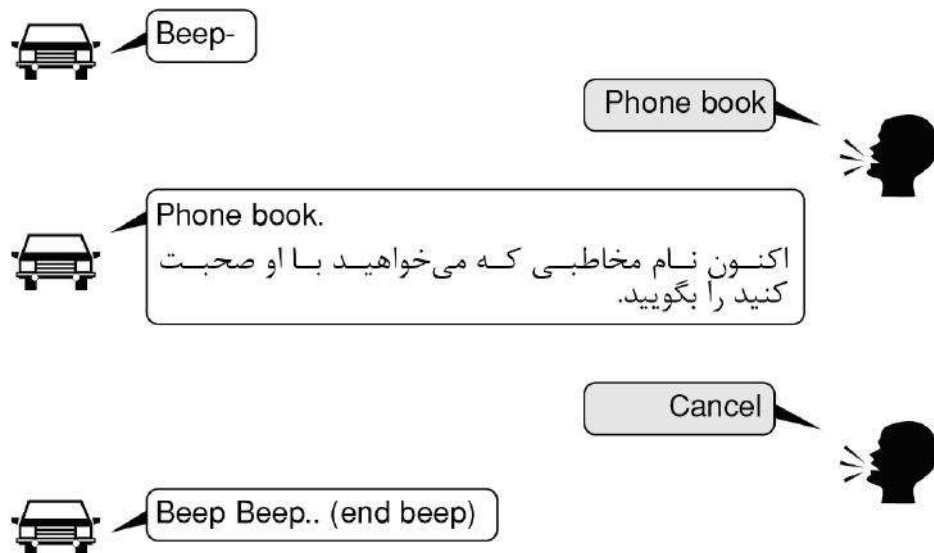 Beep-
Phone book
Phone book.
اکنون نام مخاطبی که می‌خواهید با او صحبت
کنید را بگویید.
Cancel
Beep Beep.. (end beep)